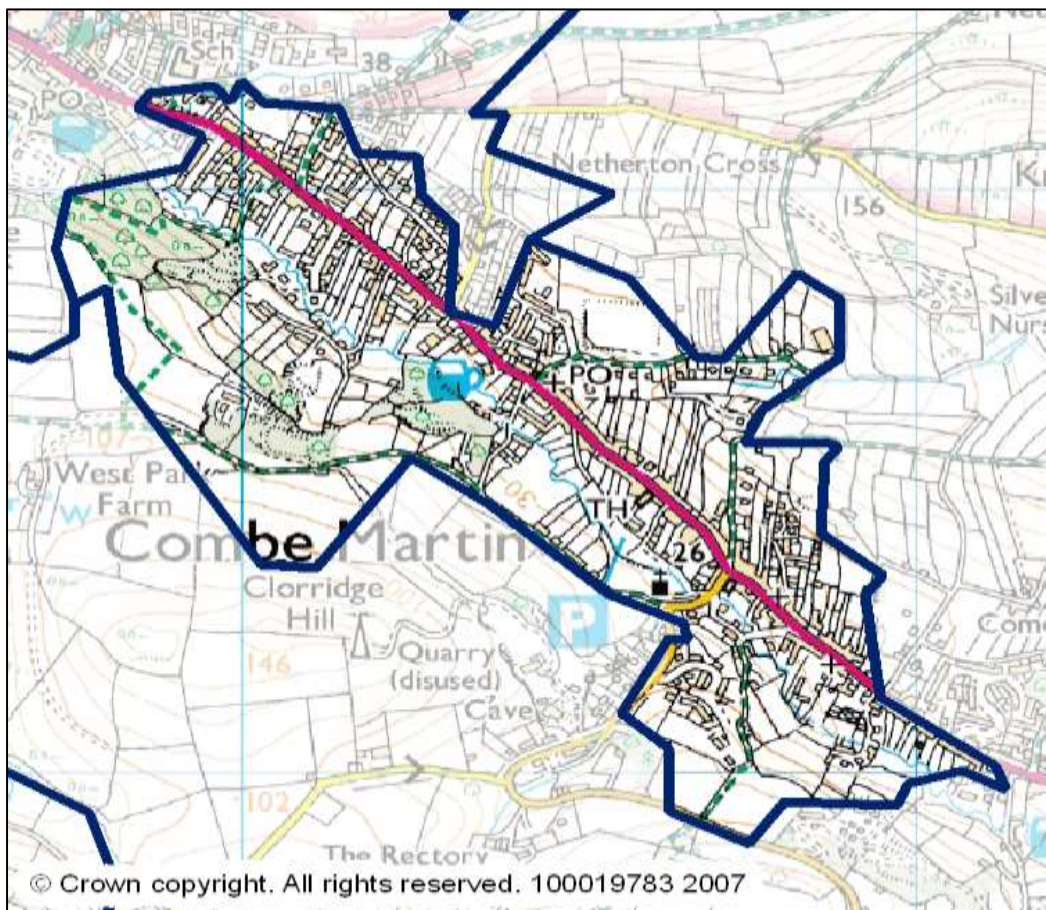 Sch
38
PO
Netherton Cross
156
Silve
Nurs
PO
107
West Park
Farm
W
30
TH
Combe Martin
26
Clorridge
Hill
P
Com
146
Quarry
(disused)
Cave
102
The Rectory
© Crown copyright. All rights reserved. 100019783 2007